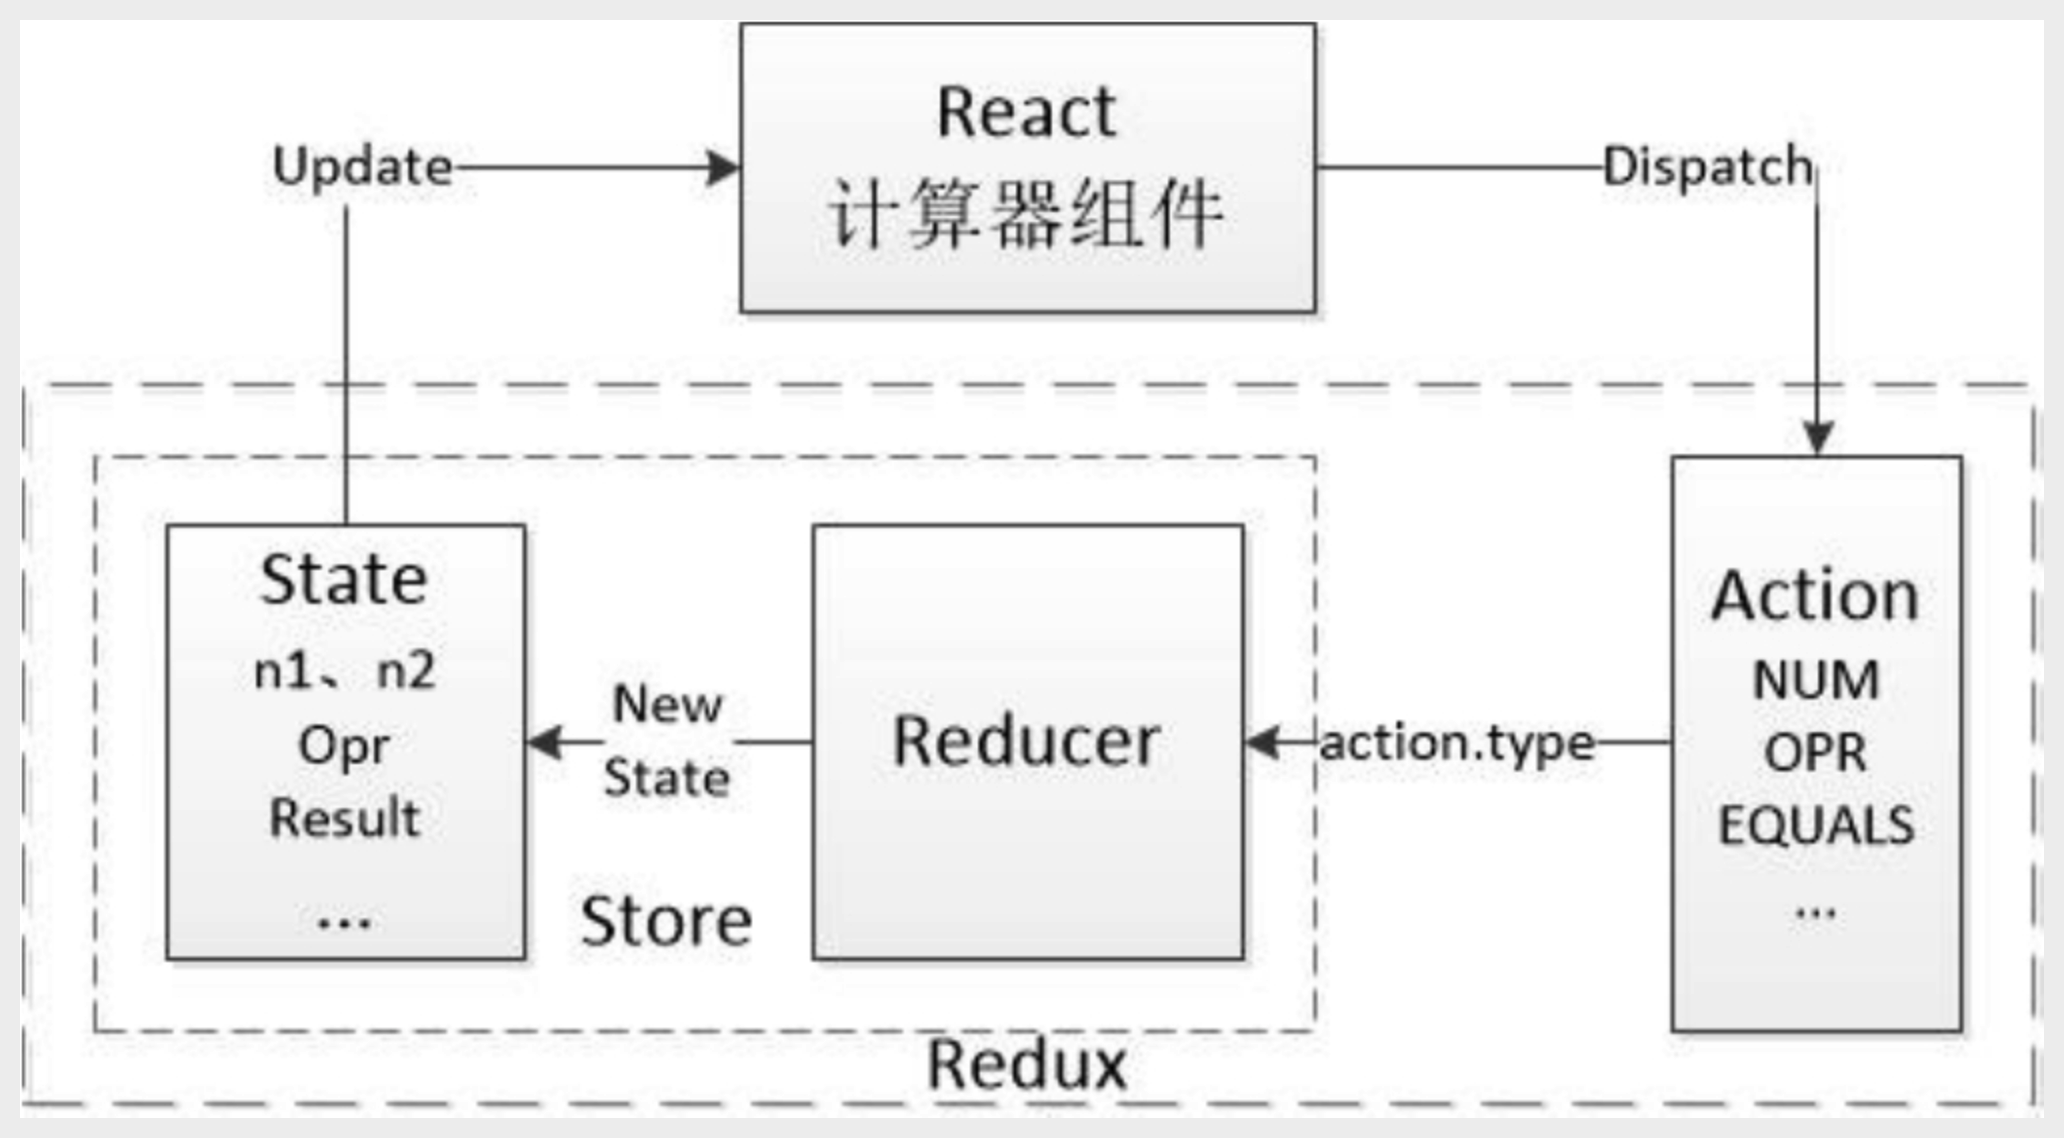 React
计算器组件
Update
Dispatch
State
n1、n2
Opr
Result
...
New
State
Store
Reducer
action.type
Action
NUM
OPR
EQUALS
...
Redux